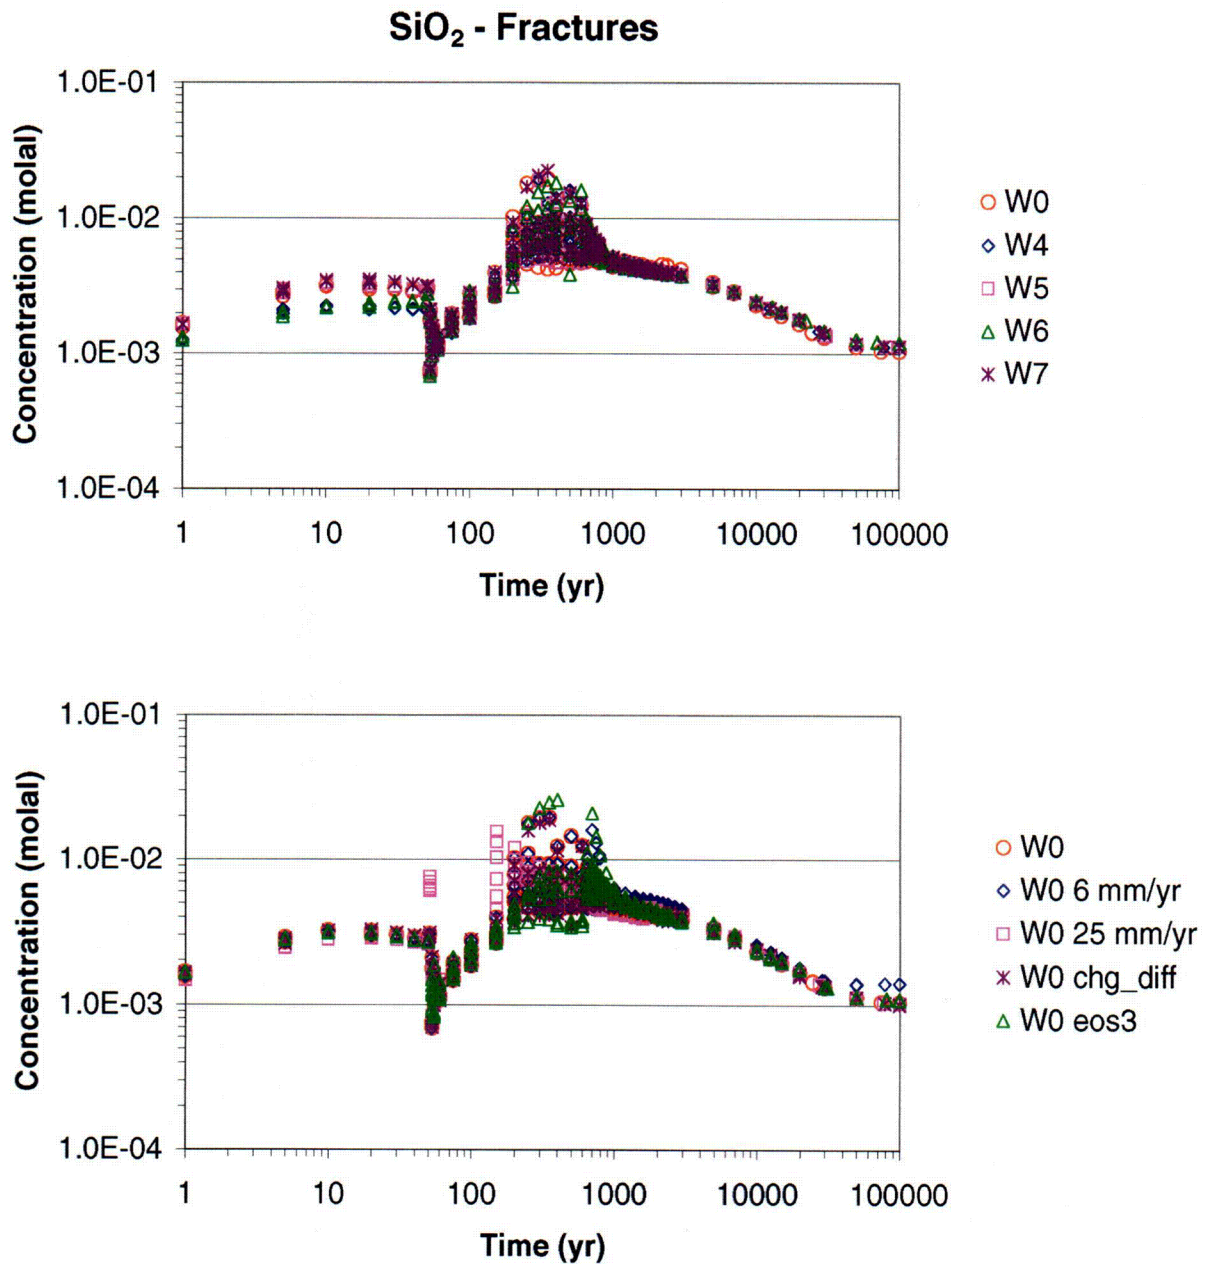 SiO2 - Fractures
1.0E-01
1.0E-02
1.0E-03
1.0E-04
Concentration (molal)
1 10 100 1000 10000 100000
Time (yr)
W0
W4
W5
W6
W7
1.0E-01
1.0E-02
1.0E-03
1.0E-04
Concentration (molal)
1 10 100 1000 10000 100000
Time (yr)
W0
W0 6 mm/yr
W0 25 mm/yr
W0 chg_diff
W0 eos3